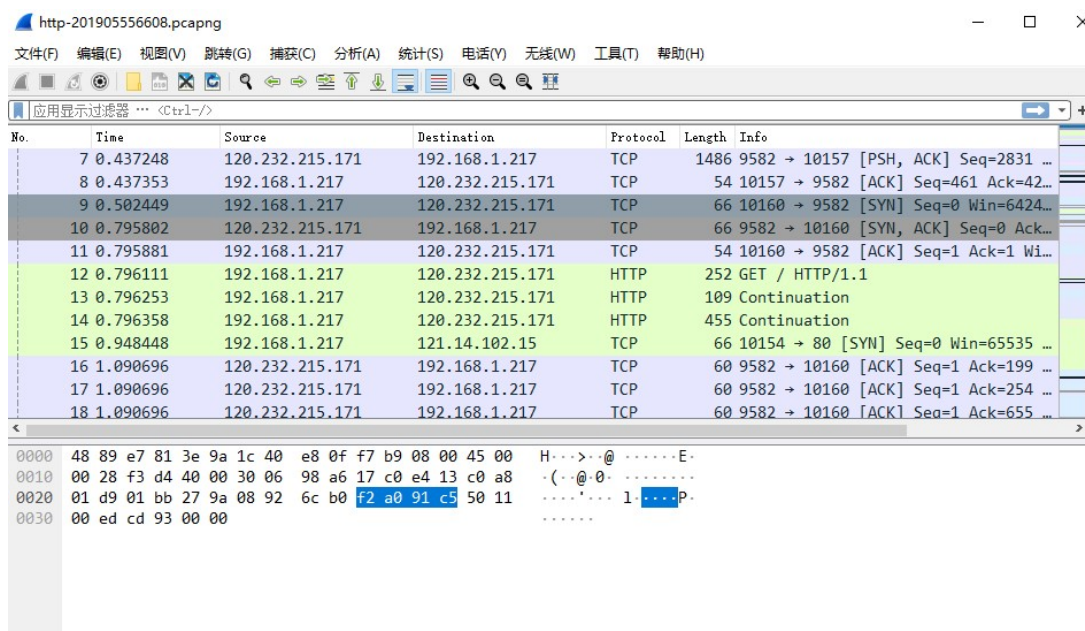 http-201905556608.pcapng
文件(F) 编辑(E) 视图(V) 跳转(G) 捕获(C) 分析(A) 统计(S) 电话(Y) 无线(W) 工具(T) 帮助(H)
应用显示过滤器 … <Ctrl-/>
No. Time Source Destination Protocol Length Info
7 0.437248 120.232.215.171 192.168.1.217 TCP 1486 9582 → 10157 [PSH, ACK] Seq=2831 …
8 0.437353 192.168.1.217 120.232.215.171 TCP 54 10157 → 9582 [ACK] Seq=461 Ack=42…
9 0.502449 192.168.1.217 120.232.215.171 TCP 66 10160 → 9582 [SYN] Seq=0 Win=6424…
10 0.795802 120.232.215.171 192.168.1.217 TCP 66 9582 → 10160 [SYN, ACK] Seq=0 Ack…
11 0.795881 192.168.1.217 120.232.215.171 TCP 54 10160 → 9582 [ACK] Seq=1 Ack=1 Wi…
12 0.796111 192.168.1.217 120.232.215.171 HTTP 252 GET / HTTP/1.1
13 0.796253 192.168.1.217 120.232.215.171 HTTP 109 Continuation
14 0.796358 192.168.1.217 120.232.215.171 HTTP 455 Continuation
15 0.948448 192.168.1.217 121.14.102.15 TCP 66 10154 → 80 [SYN] Seq=0 Win=65535 …
16 1.090696 120.232.215.171 192.168.1.217 TCP 60 9582 → 10160 [ACK] Seq=1 Ack=199 …
17 1.090696 120.232.215.171 192.168.1.217 TCP 60 9582 → 10160 [ACK] Seq=1 Ack=254 …
18 1.090696 120.232.215.171 192.168.1.217 TCP 60 9582 → 10160 [ACK] Seq=1 Ack=655 …
0000 48 89 e7 81 3e 9a 1c 40 e8 0f f7 b9 08 00 45 00 H···>··@ ······E·
0010 00 28 f3 d4 40 00 30 06 98 a6 17 c0 e4 13 c0 a8 ·(··@·0· ········
0020 01 d9 01 bb 27 9a 08 92 6c b0 f2 a0 91 c5 50 11 ····'··· l·····P·
0030 00 ed cd 93 00 00 ······